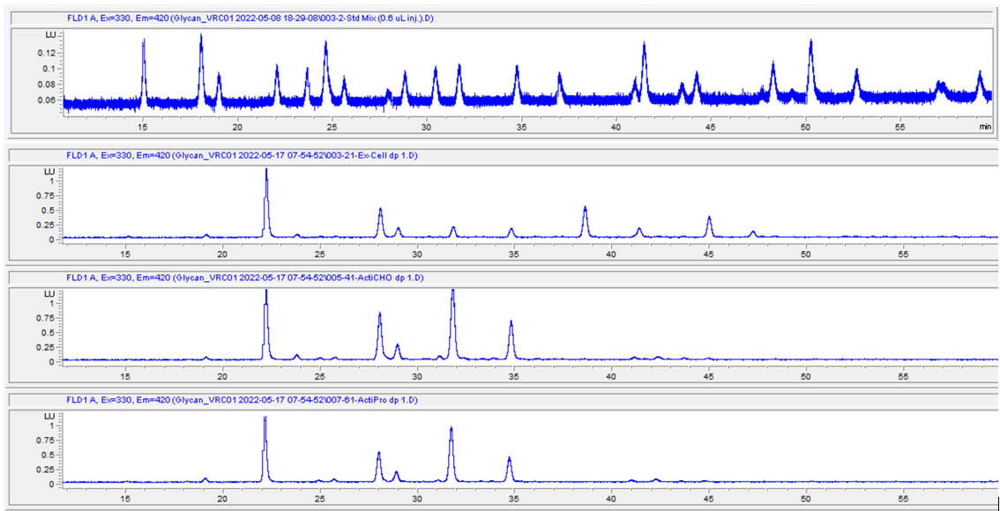 FLD1 A, Ex=330, Em=420 (Glycan_VRC01 2022-05-08 18-29-08\003-2-Std Mix (0.6 uL inj.).D)
LU
0.12
0.1
0.08
0.06
15 20 25 30 35 40 45 50 55 min
FLD1 A, Ex=330, Em=420 (Glycan_VRC01 2022-05-17 07-54-52\003-21-Ex-Cell dp 1.D)
LU
1
0.75
0.5
0.25
0
15 20 25 30 35 40 45 50 55
FLD1 A, Ex=330, Em=420 (Glycan_VRC01 2022-05-17 07-54-52\005-41-ActiCHO dp 1.D)
LU
1
0.75
0.5
0.25
0
15 20 25 30 35 40 45 50 55
FLD1 A, Ex=330, Em=420 (Glycan_VRC01 2022-05-17 07-54-52\007-61-ActiPro dp 1.D)
LU
1
0.75
0.5
0.25
0
15 20 25 30 35 40 45 50 55